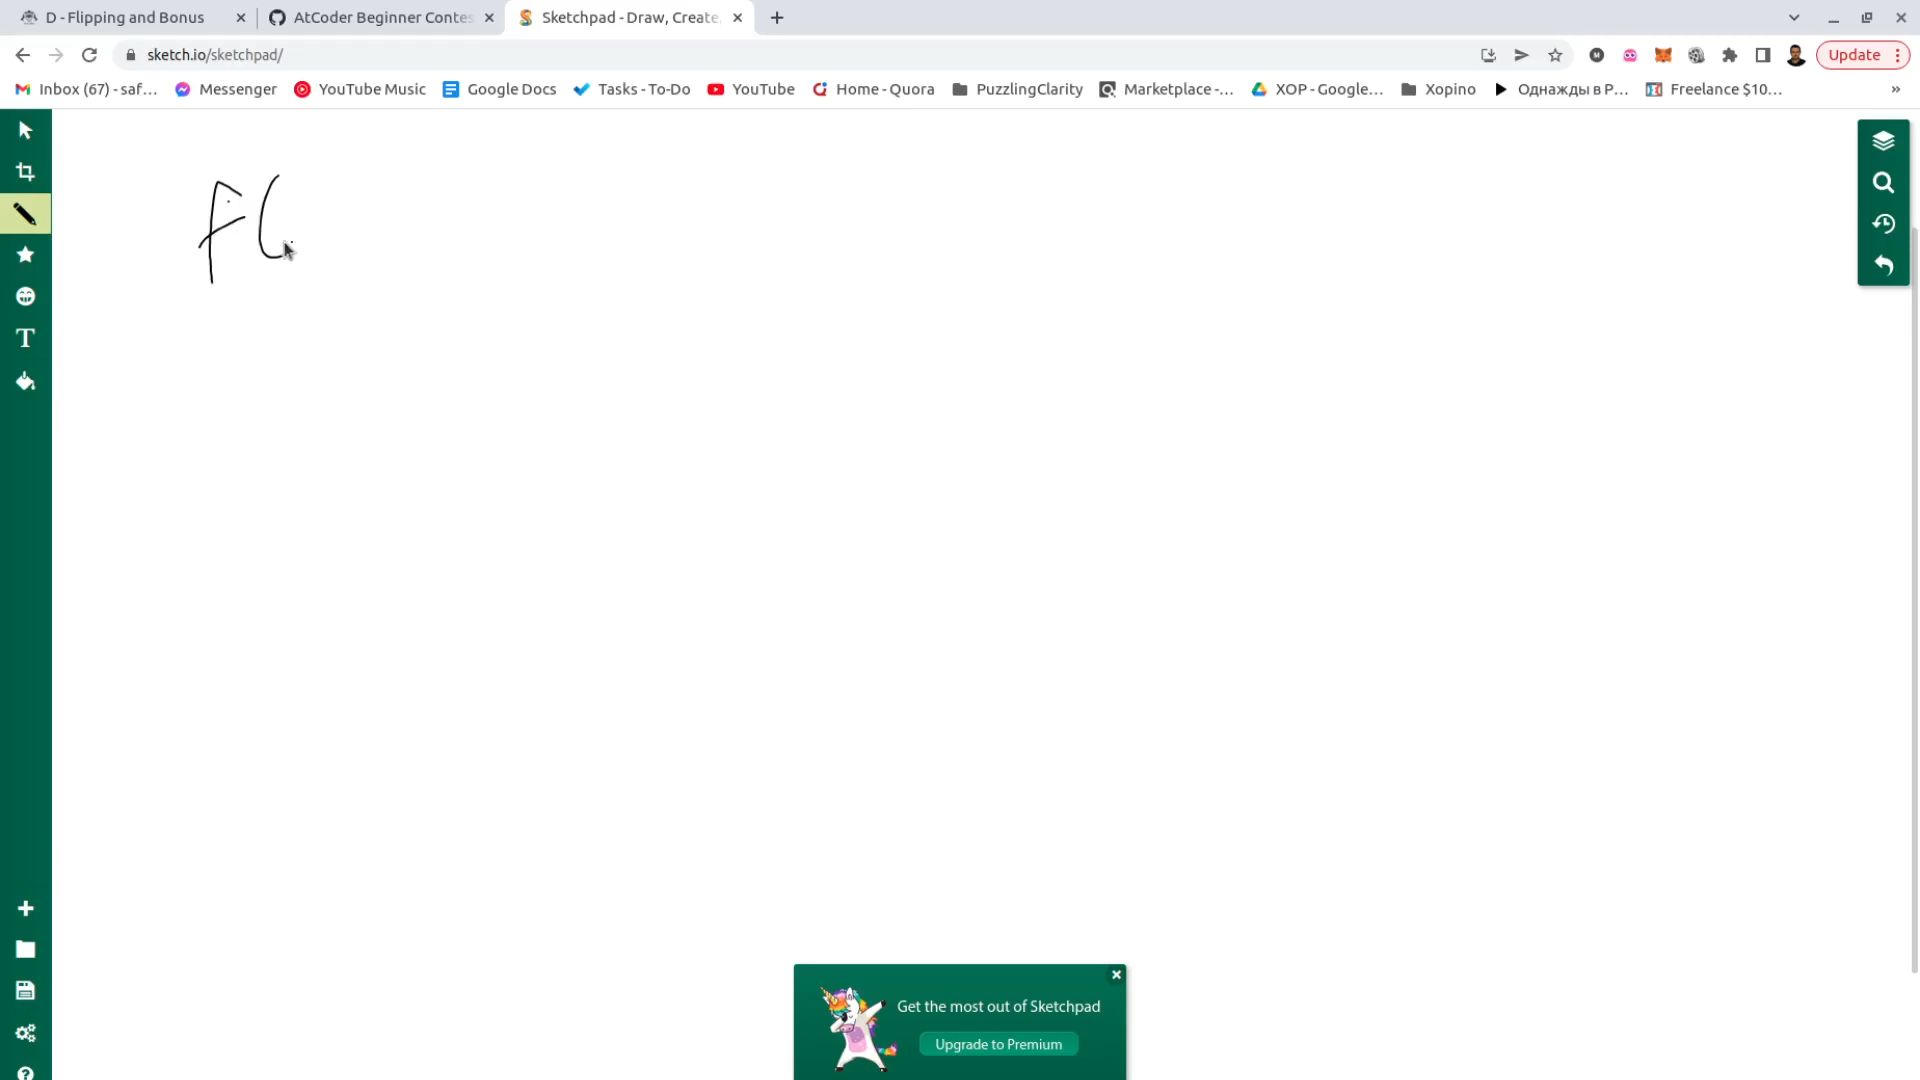 D - Flipping and Bonus
AtCoder Beginner Contes
Sketchpad - Draw, Create,
sketch.io/sketchpad/
Update
Inbox (67) - saf...
Messenger
YouTube Music
Google Docs
Tasks - To-Do
YouTube
Home - Quora
PuzzlingClarity
Marketplace -...
XOP - Google...
Xopino
Однажды в Р...
Freelance $10...
»
F(
T
Get the most out of Sketchpad
Upgrade to Premium